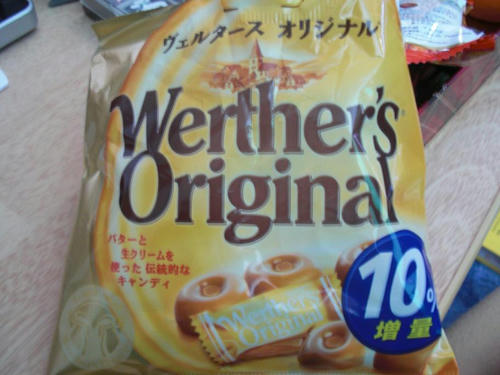 ヴェルタース オリジナル
Werther's
Original
バターと
生クリームを
使った 伝統的な
キャンディ
Werther's
Original
10%
増量